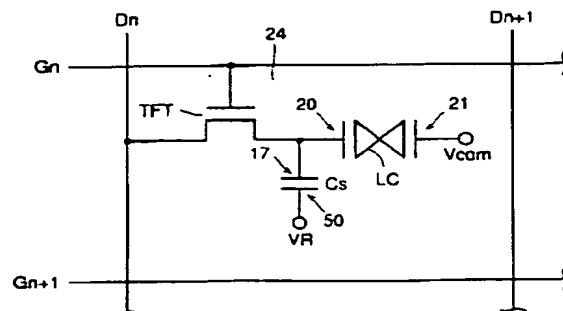 Dn Dn+1
24
Gn
TFT
20 21
17 Vcom
Cs LC
50
VR
Gn+1